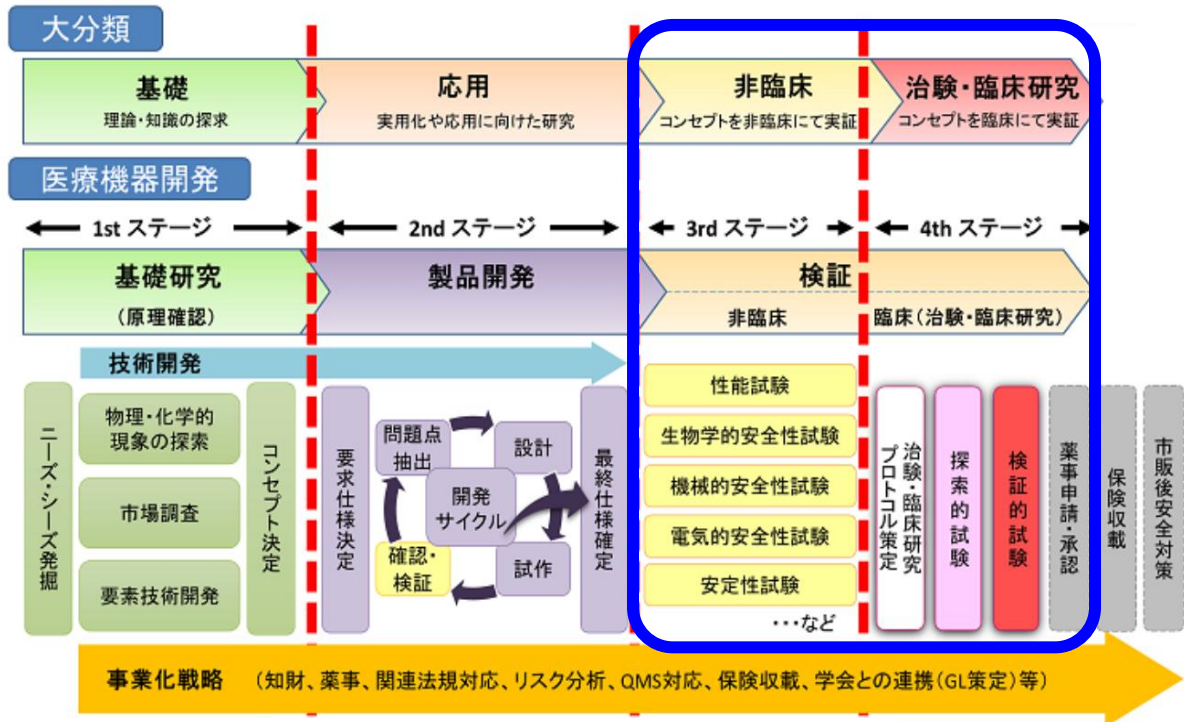 大分類
基礎
理論・知識の探求
応用
実用化や応用に向けた研究
非臨床
コンセプトを非臨床にて実証
治験・臨床研究
コンセプトを臨床にて実証
医療機器開発
1st ステージ
2nd ステージ
3rd ステージ
4th ステージ
基礎研究
(原理確認)
製品開発
検証
非臨床
臨床(治験・臨床研究)
技術開発
ニーズ・シーズ発掘
物理・化学的
現象の探索
市場調査
要素技術開発
コンセプト決定
要求仕様決定
問題点
抽出
設計
開発
サイクル
確認・
検証
試作
最終仕様確定
性能試験
生物学的安全性試験
機械的安全性試験
電気的安全性試験
安定性試験
・・・など
治験・臨床研究
プロトコル策定
探索的試験
検証的試験
薬事申請・承認
保険収載
市販後安全対策
事業化戦略 (知財、薬事、関連法規対応、リスク分析、QMS対応、保険収載、学会との連携(GL策定)等)